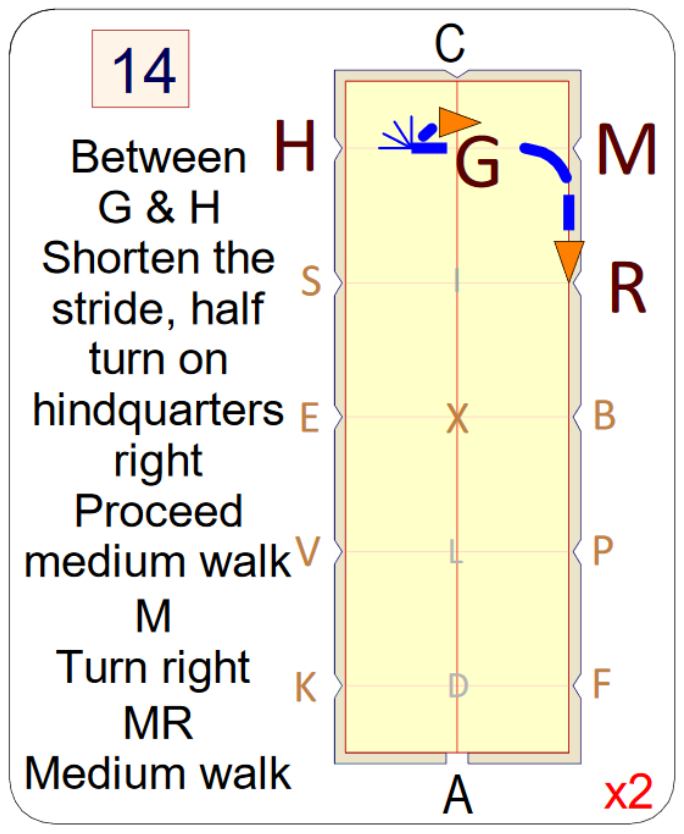 14
Between
G & H
Shorten the
stride, half
turn on
hindquarters
right
Proceed
medium walk
M
Turn right
MR
Medium walk
C
H
G
M
S
I
R
E
X
B
V
L
P
K
D
F
A
x2